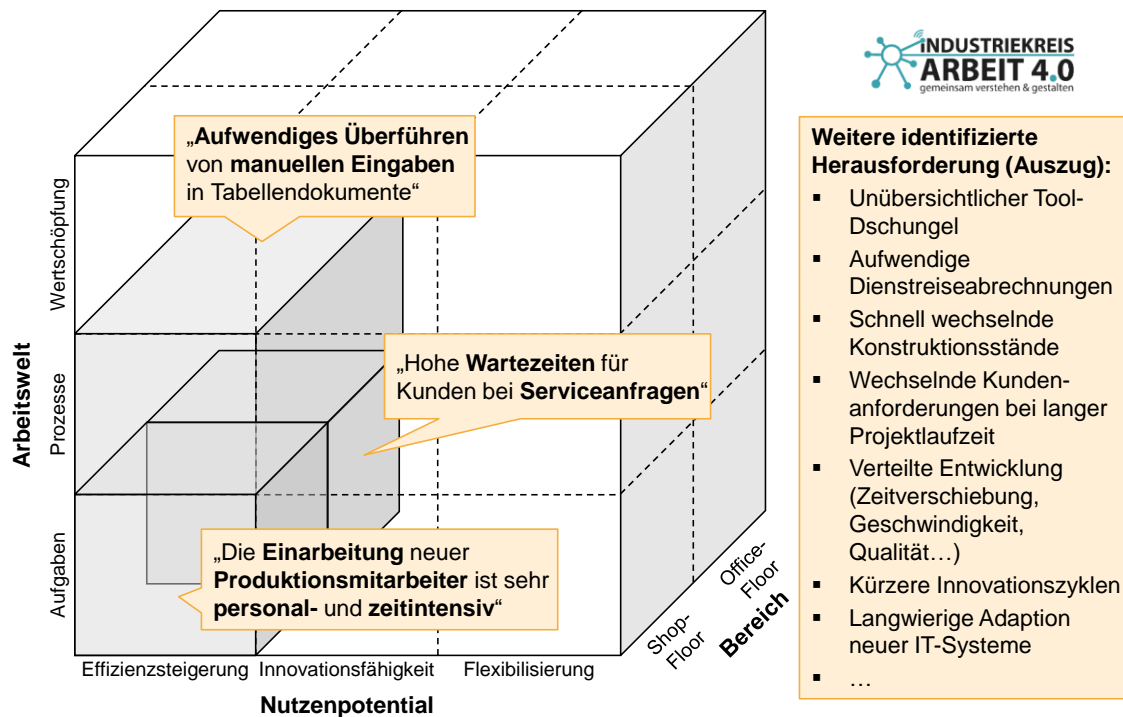 iNDUSTRIEKREIS
ARBEIT 4.0
gemeinsam verstehen & gestalten
„Aufwendiges Überführen
von manuellen Eingaben
in Tabellendokumente“
„Hohe Wartezeiten für
Kunden bei Serviceanfragen“
„Die Einarbeitung neuer
Produktionsmitarbeiter ist sehr
personal- und zeitintensiv“
Arbeitswelt
Wertschöpfung
Prozesse
Aufgaben
Effizienzsteigerung
Innovationsfähigkeit
Flexibilisierung
Nutzenpotential
Shop-
Floor
Office-
Floor
Bereich
Weitere identifizierte
Herausforderung (Auszug):
▪ Unübersichtlicher Tool-
Dschungel
▪ Aufwendige
Dienstreiseabrechnungen
▪ Schnell wechselnde
Konstruktionsstände
▪ Wechselnde Kunden-
anforderungen bei langer
Projektlaufzeit
▪ Verteilte Entwicklung
(Zeitverschiebung,
Geschwindigkeit,
Qualität…)
▪ Kürzere Innovationszyklen
▪ Langwierige Adaption
neuer IT-Systeme
▪ …